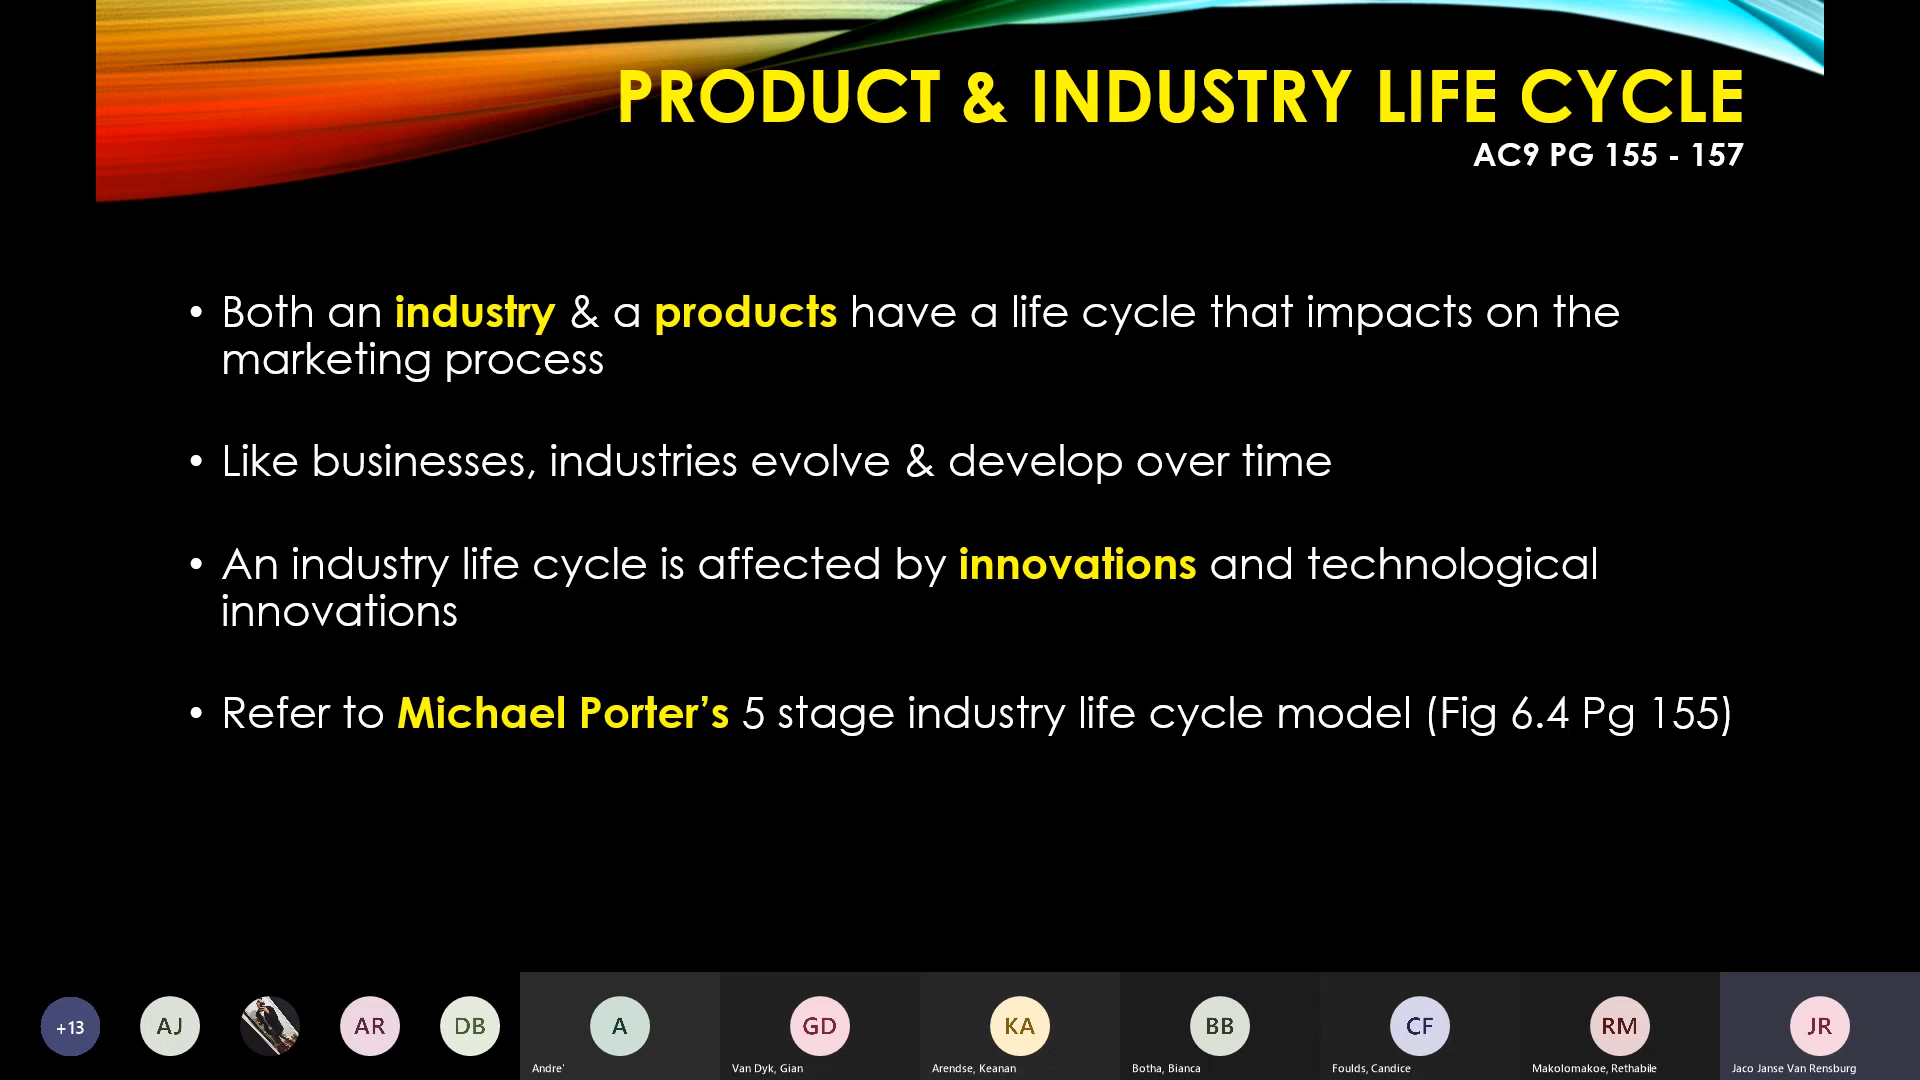 PRODUCT & INDUSTRY LIFE CYCLE
AC9 PG 155 - 157
• Both an industry & a products have a life cycle that impacts on the
marketing process
• Like businesses, industries evolve & develop over time
• An industry life cycle is affected by innovations and technological
innovations
• Refer to Michael Porter’s 5 stage industry life cycle model (Fig 6.4 Pg 155)
+13 AJ AR DB A GD KA BB CF RM JR
Andre' Van Dyk, Gian Arendse, Keanan Botha, Bianca Foulds, Candice Makolomakoe, Rethabile Jaco Janse Van Rensburg